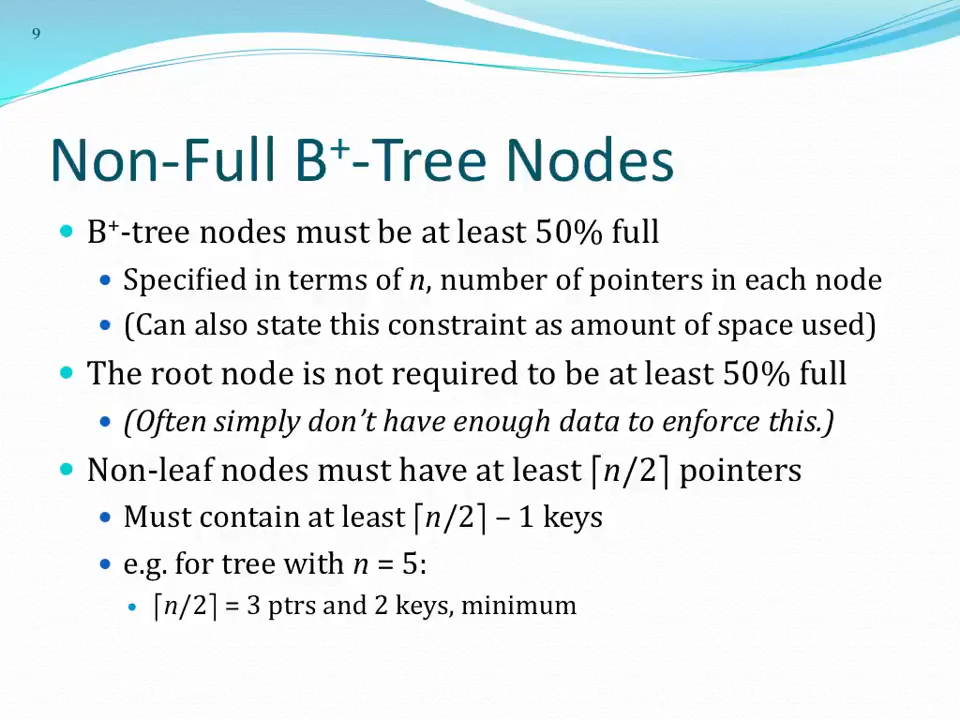 9
Non-Full B⁺-Tree Nodes
• B⁺-tree nodes must be at least 50% full
• Specified in terms of n, number of pointers in each node
• (Can also state this constraint as amount of space used)
• The root node is not required to be at least 50% full
• (Often simply don’t have enough data to enforce this.)
• Non-leaf nodes must have at least ⌈n/2⌉ pointers
• Must contain at least ⌈n/2⌉ – 1 keys
• e.g. for tree with n = 5:
• ⌈n/2⌉ = 3 ptrs and 2 keys, minimum